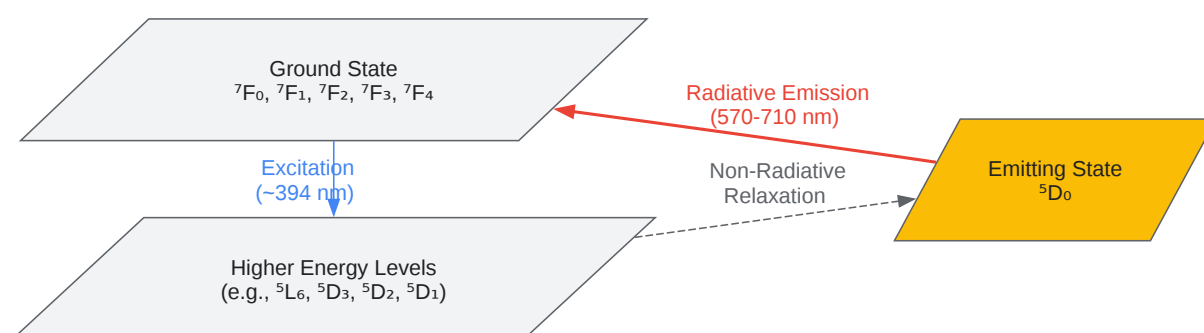 Ground State
⁷F₀, ⁷F₁, ⁷F₂, ⁷F₃, ⁷F₄
Radiative Emission
(570-710 nm)
Excitation
(~394 nm)
Non-Radiative
Relaxation
Emitting State
⁵D₀
Higher Energy Levels
(e.g., ⁵L₆, ⁵D₃, ⁵D₂, ⁵D₁)